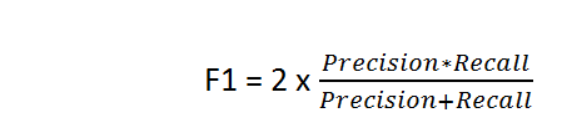 F1 = 2 x Precision*Recall
Precision+Recall